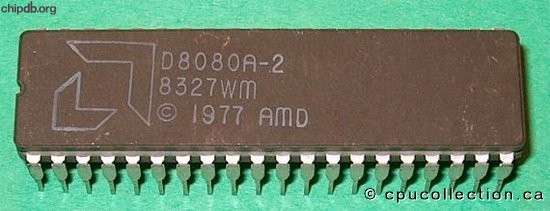 chipdb.org
D8080A-2
8327WM
© 1977 AMD
© cpucollection.ca